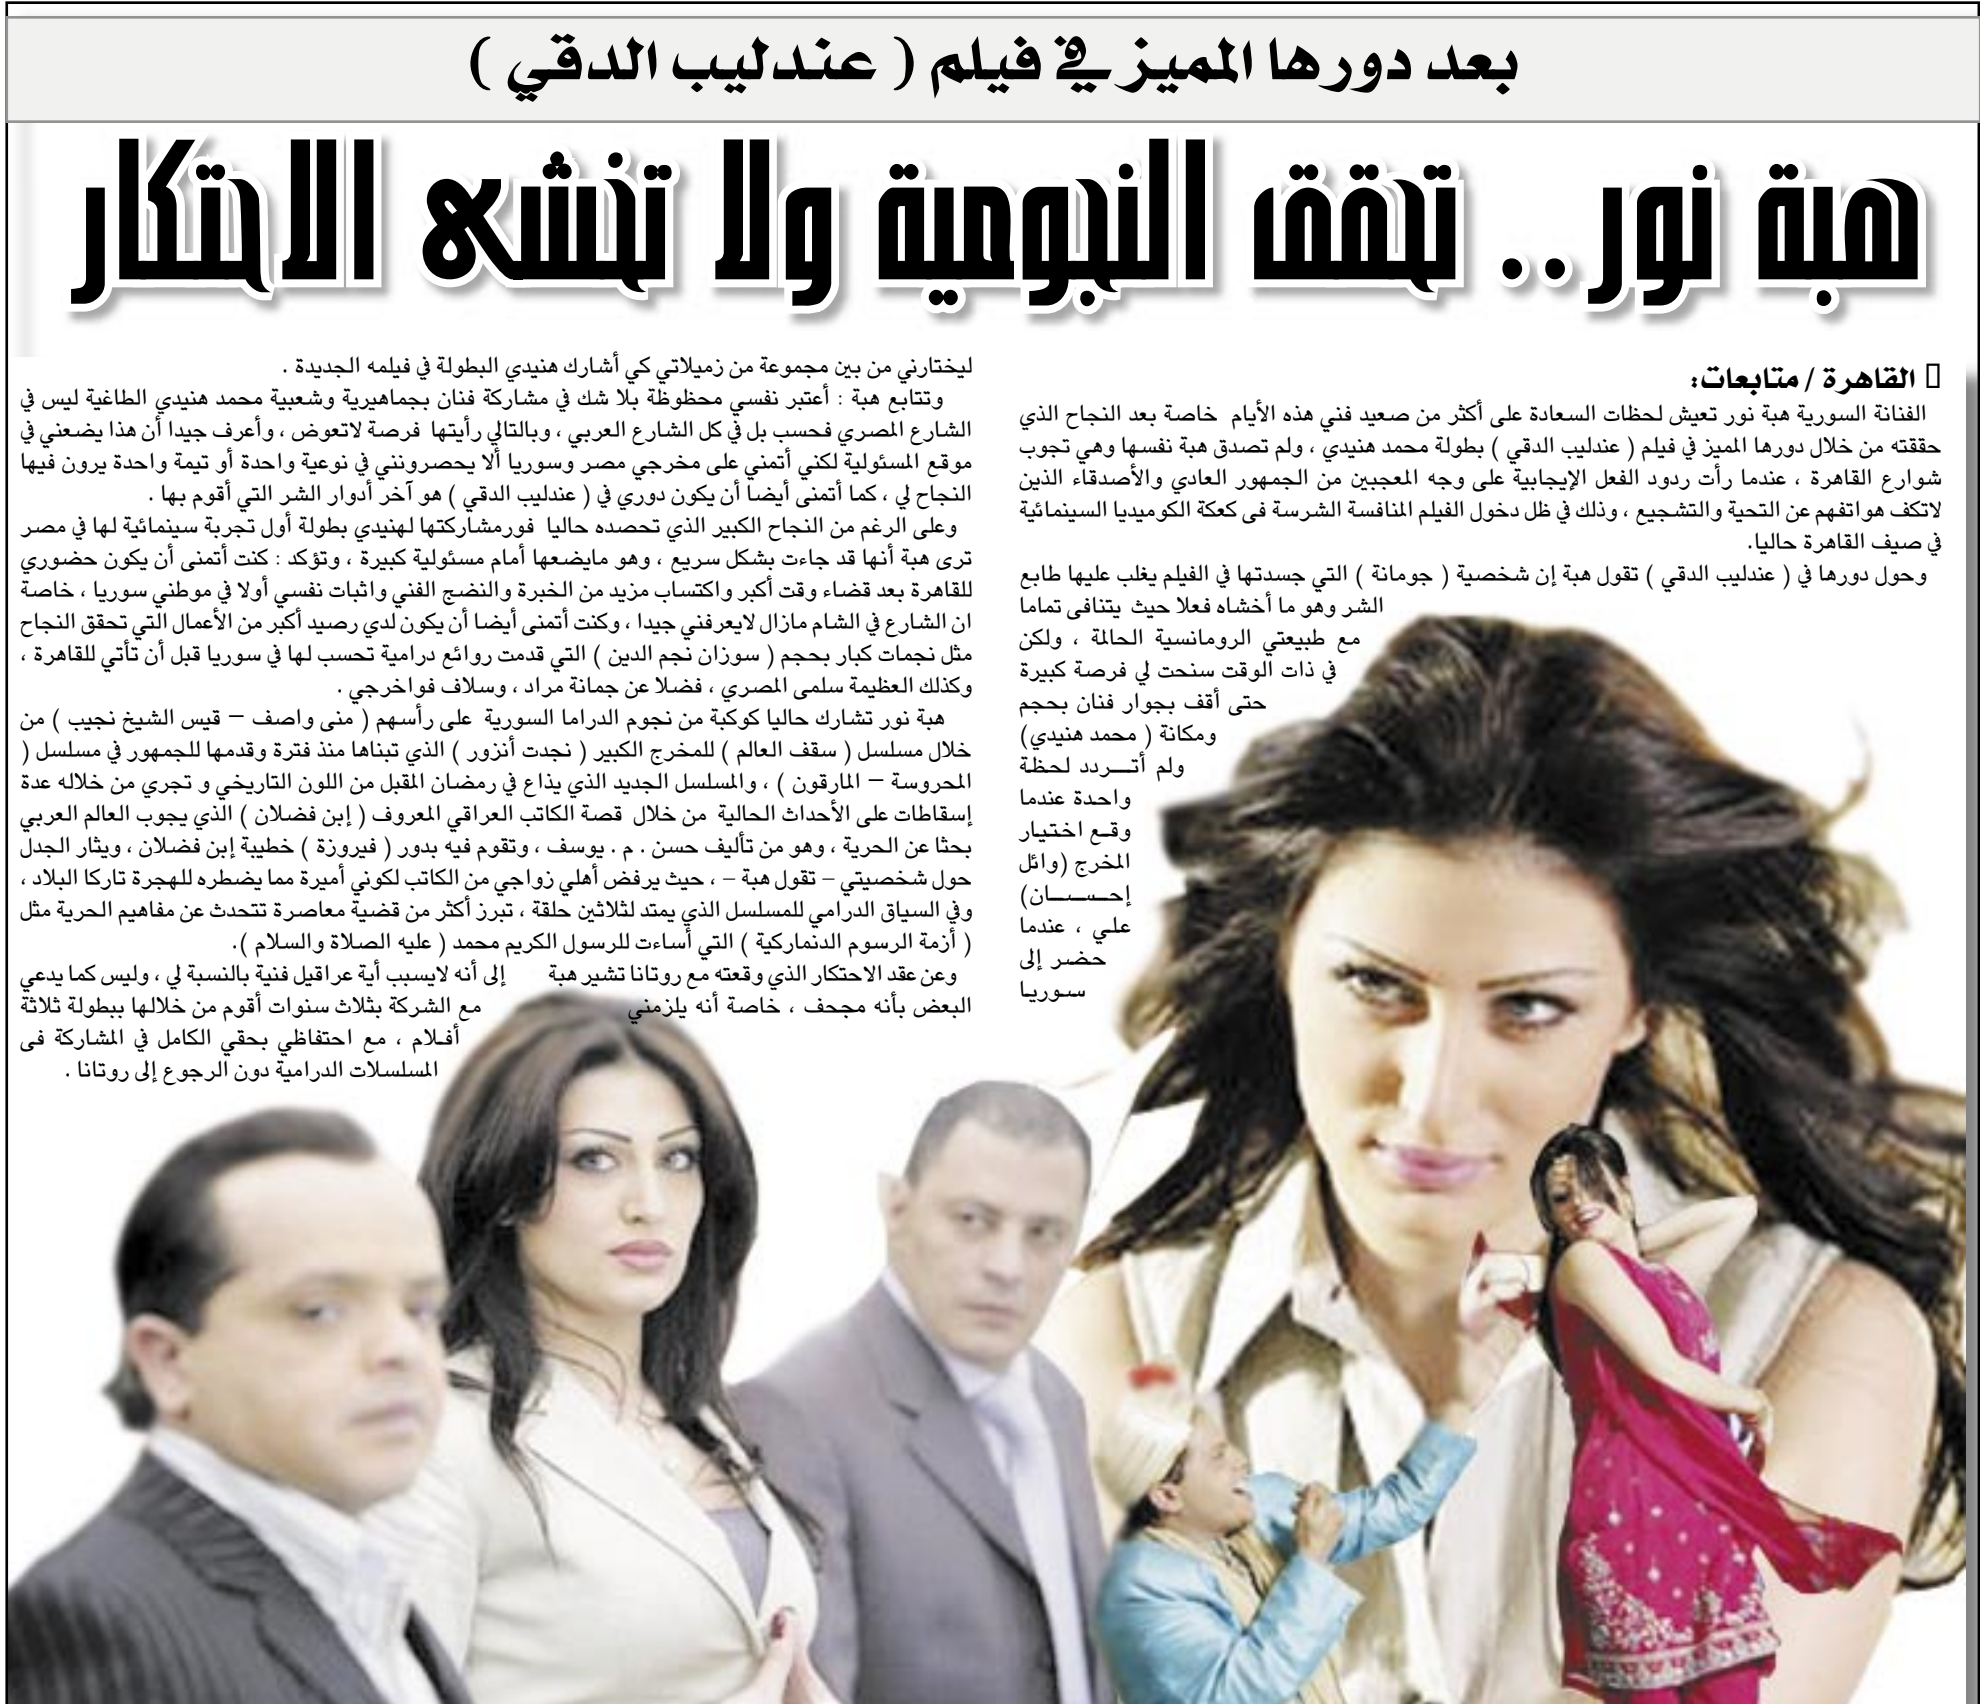 بعد دورها المميز في فيلم ( عندليب الدقي )
هبة نور.. تحقق النجومية ولا تخشى الاحتكار
القاهرة / متابعات:
الفنانة السورية هبة نور تعيش لحظات السعادة على أكثر من صعيد فني هذه الأيام خاصة بعد النجاح الذي
حققته من خلال دورها المميز في فيلم ( عندليب الدقي ) بطولة محمد هنيدي ، ولم تصدق هبة نفسها وهي تجوب
شوارع القاهرة ، عندما رأت ردود الفعل الإيجابية على وجه المعجبين من الجمهور العادي والأصدقاء الذين
لاتكف هواتفهم عن التحية والتشجيع ، وذلك في ظل دخول الفيلم المنافسة الشرسة فى كعكة الكوميديا السينمائية
في صيف القاهرة حاليا.
وحول دورها في ( عندليب الدقي ) تقول هبة إن شخصية ( جومانة ) التي جسدتها في الفيلم يغلب عليها طابع
الشر وهو ما أخشاه فعلا حيث يتنافى تماما
مع طبيعتي الرومانسية الحالمة ، ولكن
في ذات الوقت سنحت لي فرصة كبيرة
حتى أقف بجوار فنان بحجم
ومكانة ( محمد هنيدي)
ولم أتـــردد لحظة
واحدة عندما
وقـع اختيار
المخرج (وائل
إحـســـان)
علي ، عندما
حضر إلى
سوريا
ليختارني من بين مجموعة من زميلاتي كي أشارك هنيدي البطولة في فيلمه الجديدة .
وتتابع هبة : أعتبر نفسي محظوظة بلا شك في مشاركة فنان بجماهيرية وشعبية محمد هنيدي الطاغية ليس في
الشارع المصري فحسب بل في كل الشارع العربي ، وبالتالي رأيتها فرصة لاتعوض ، وأعرف جيدا أن هذا يضعني في
موقع المسئولية لكني أتمني على مخرجي مصر وسوريا ألا يحصرونني في نوعية واحدة أو تيمة واحدة يرون فيها
النجاح لي ، كما أتمنى أيضا أن يكون دوري في ( عندليب الدقي ) هو آخر أدوار الشر التي أقوم بها .
وعلى الرغم من النجاح الكبير الذي تحصده حاليا فورمشاركتها لهنيدي بطولة أول تجربة سينمائية لها في مصر
ترى هبة أنها قد جاءت بشكل سريع ، وهو مايضعها أمام مسئولية كبيرة ، وتؤكد : كنت أتمنى أن يكون حضوري
للقاهرة بعد قضاء وقت أكبر واكتساب مزيد من الخبرة والنضج الفني واثبات نفسي أولا في موطني سوريا ، خاصة
ان الشارع في الشام مازال لايعرفني جيدا ، وكنت أتمنى أيضا أن يكون لدي رصيد أكبر من الأعمال التي تحقق النجاح
مثل نجمات كبار بحجم ( سوزان نجم الدين ) التي قدمت روائع درامية تحسب لها في سوريا قبل أن تأتي للقاهرة ،
وكذلك العظيمة سلمى المصري ، فضلا عن جمانة مراد ، وسلاف فواخرجي .
هبة نور تشارك حاليا كوكبة من نجوم الدراما السورية على رأسهم ( منى واصف – قيس الشيخ نجيب ) من
خلال مسلسل ( سقف العالم ) للمخرج الكبير ( نجدت أنزور ) الذي تبناها منذ فترة وقدمها للجمهور في مسلسل (
المحروسة – المارقون ) ، والمسلسل الجديد الذي يذاع في رمضان المقبل من اللون التاريخي و تجري من خلاله عدة
إسقاطات على الأحداث الحالية من خلال قصة الكاتب العراقي المعروف ( إبن فضلان ) الذي يجوب العالم العربي
بحثا عن الحرية ، وهو من تأليف حسن . م . يوسف ، وتقوم فيه بدور ( فيروزة ) خطيبة إبن فضلان ، ويثار الجدل
حول شخصيتي – تقول هبة – ، حيث يرفض أهلي زواجي من الكاتب لكوني أميرة مما يضطره للهجرة تاركا البلاد ،
وفي السياق الدرامي للمسلسل الذي يمتد لثلاثين حلقة ، تبرز أكثر من قضية معاصرة تتحدث عن مفاهيم الحرية مثل
( أزمة الرسوم الدنماركية ) التي أساءت للرسول الكريم محمد ( عليه الصلاة والسلام ).
وعن عقد الاحتكار الذي وقعته مع روتانا تشير هبة إلى أنه لايسبب أية عراقيل فنية بالنسبة لي ، وليس كما يدعي
البعض بأنه مجحف ، خاصة أنه يلزمني مع الشركة بثلاث سنوات أقوم من خلالها ببطولة ثلاثة
أفـلام ، مع احتفاظي بحقي الكامل في المشاركة فى
المسلسلات الدرامية دون الرجوع إلى روتانا .